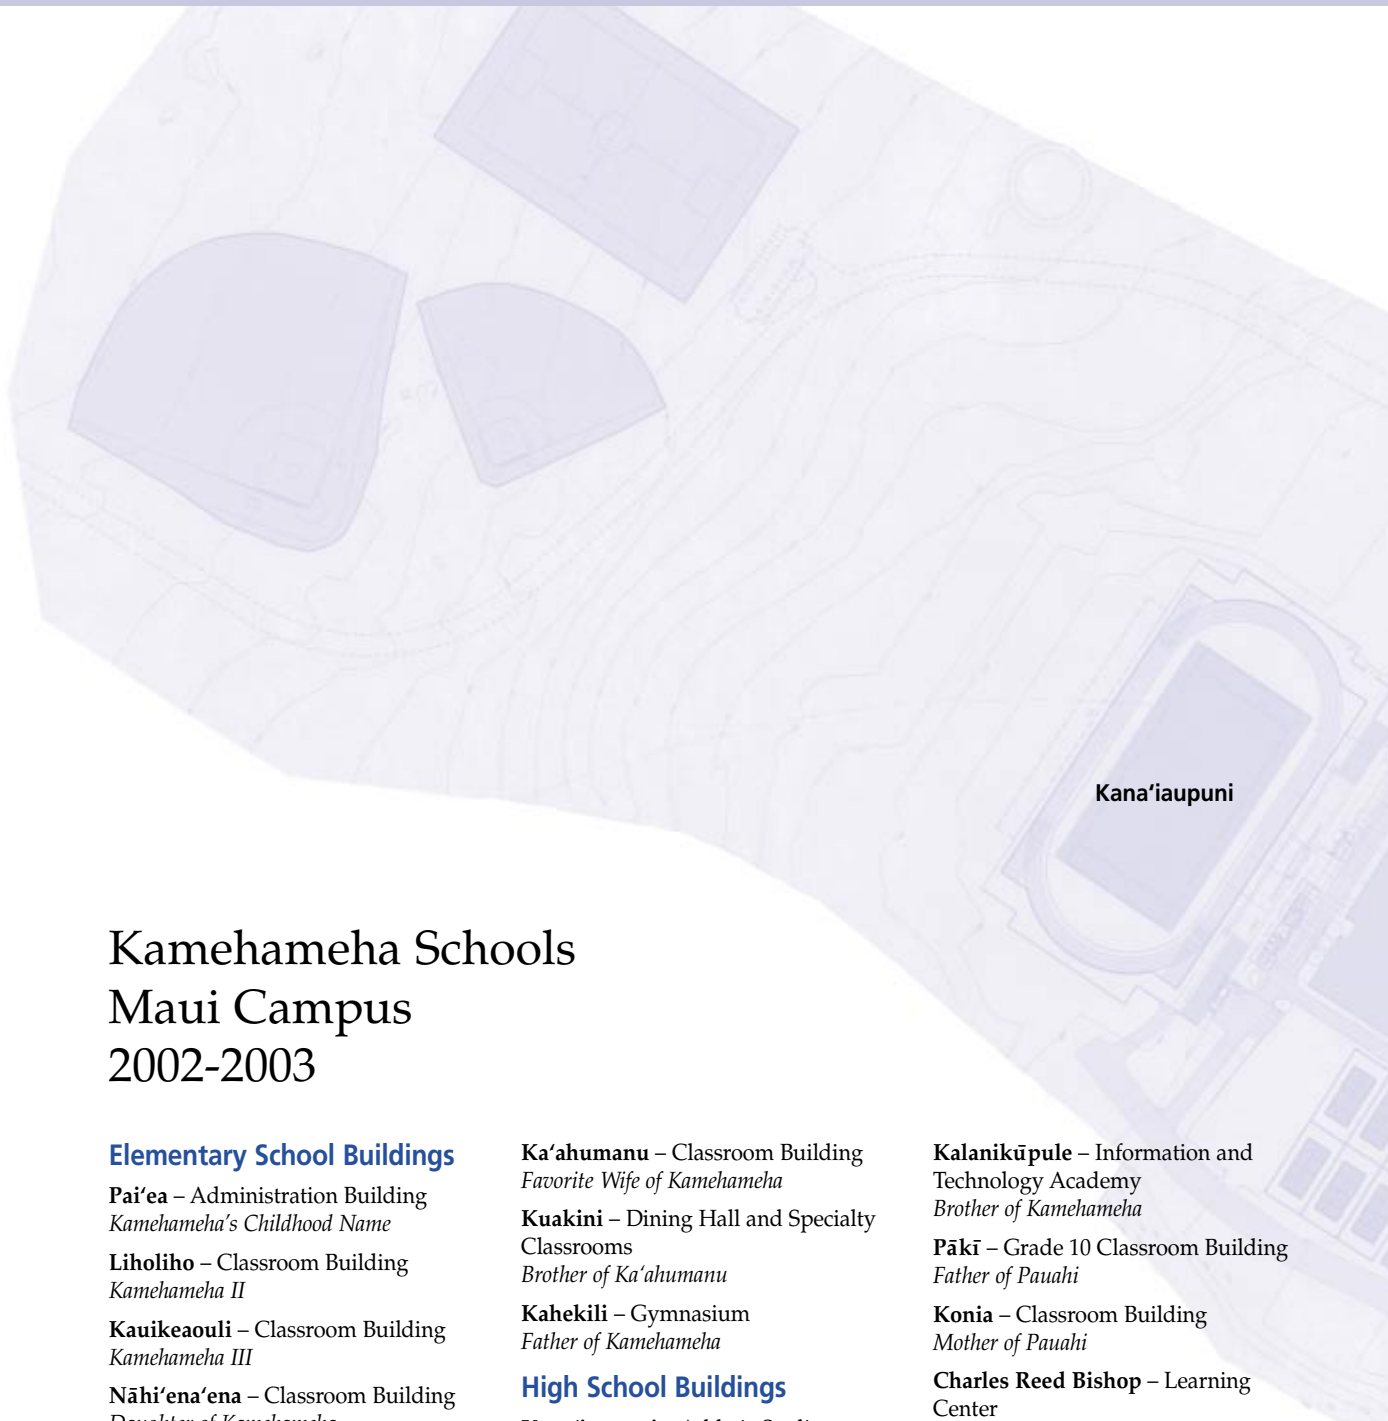 Kana‘iaupuni
Kamehameha Schools
Maui Campus
2002-2003
Elementary School Buildings
Pai‘ea – Administration Building
Kamehameha’s Childhood Name
Liholiho – Classroom Building
Kamehameha II
Kauikeaouli – Classroom Building
Kamehameha III
Nāhi‘ena‘ena – Classroom Building
Daughter of Kamehameha
Ka‘ahumanu – Classroom Building
Favorite Wife of Kamehameha
Kuakini – Dining Hall and Specialty
Classrooms
Brother of Ka‘ahumanu
Kahekili – Gymnasium
Father of Kamehameha
High School Buildings
Kalanikūpule – Information and
Technology Academy
Brother of Kamehameha
Pākī – Grade 10 Classroom Building
Father of Pauahi
Konia – Classroom Building
Mother of Pauahi
Charles Reed Bishop – Learning
Center